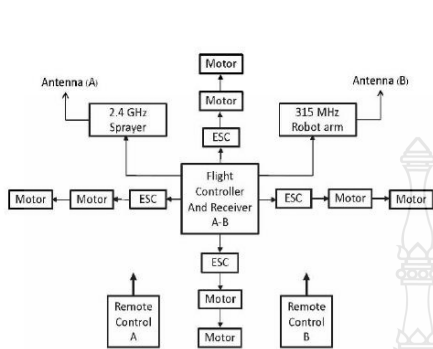 Motor
Antenna (A)
Antenna (B)
2.4 GHz
Sprayer
Motor
315 MHz
Robot arm
ESC
Flight
Controller
And Receiver
A-B
Motor
Motor
ESC
ESC
Motor
Motor
ESC
Remote
Control
A
Motor
Remote
Control
B
Motor